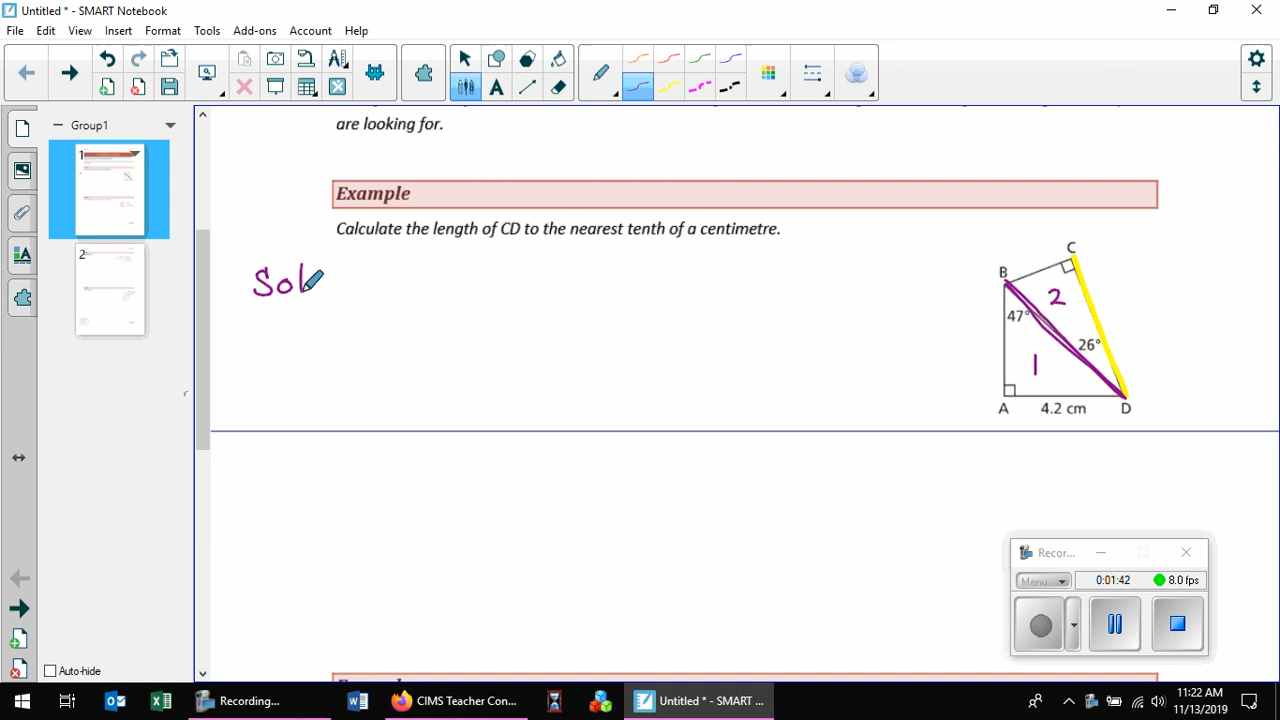 Untitled * - SMART Notebook
File Edit View Insert Format Tools Add-ons Account Help
Group1
1
2
Auto-hide
are looking for.
Example
Calculate the length of CD to the nearest tenth of a centimetre.
Sol
C
B
2
47°
26°
1
A 4.2 cm D
Recor...
Menu 0:01:42 8.0 fps
Recording... CIMS Teacher Con... Untitled * - SMART ...
11:22 AM
11/13/2019